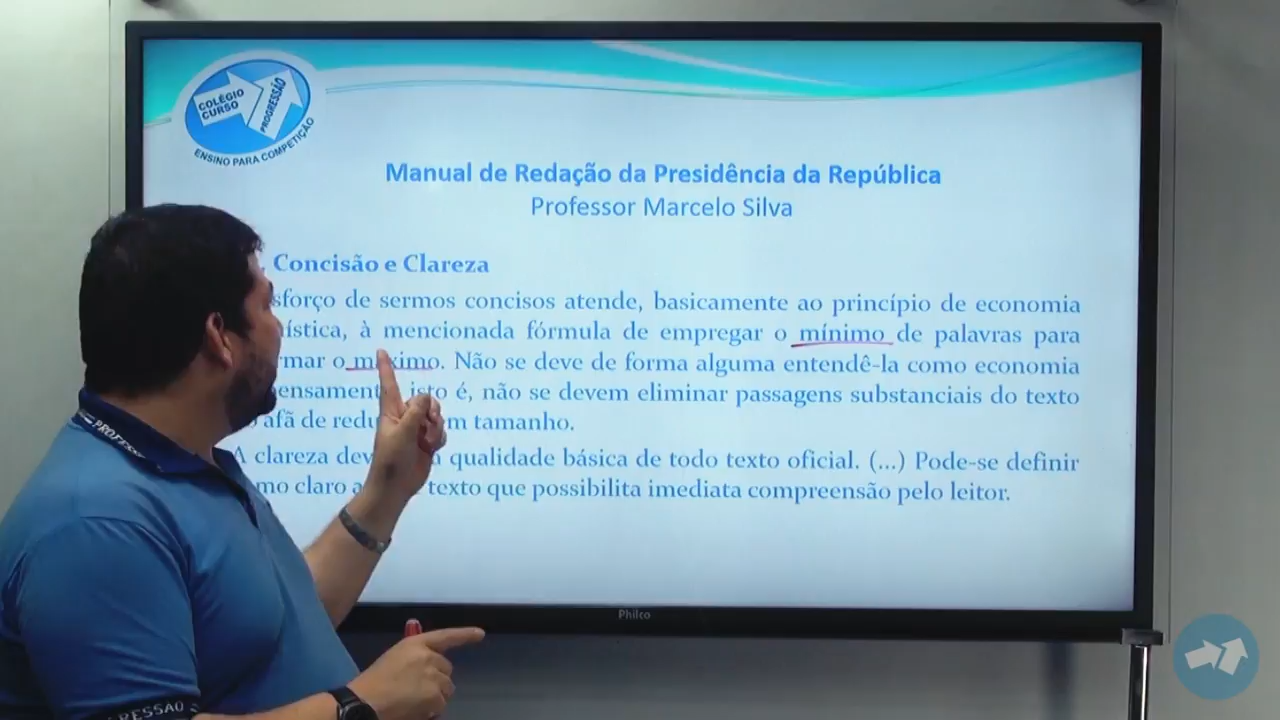 COLÉGIO
CURSO
PROGRESSÃO
ENSINO PARA COMPETIÇÃO
Manual de Redação da Presidência da República
Professor Marcelo Silva
Concisão e Clareza
sforço de sermos concisos atende, basicamente ao princípio de economia
ística, à mencionada fórmula de empregar o mínimo de palavras para
rmar o máximo. Não se deve de forma alguma entendê-la como economia
ensament isto é, não se devem eliminar passagens substanciais do texto
afã de redu m tamanho.
A clareza dev qualidade básica de todo texto oficial. (...) Pode-se definir
mo claro a texto que possibilita imediata compreensão pelo leitor.
Philco
PROFESS
RESSÃO